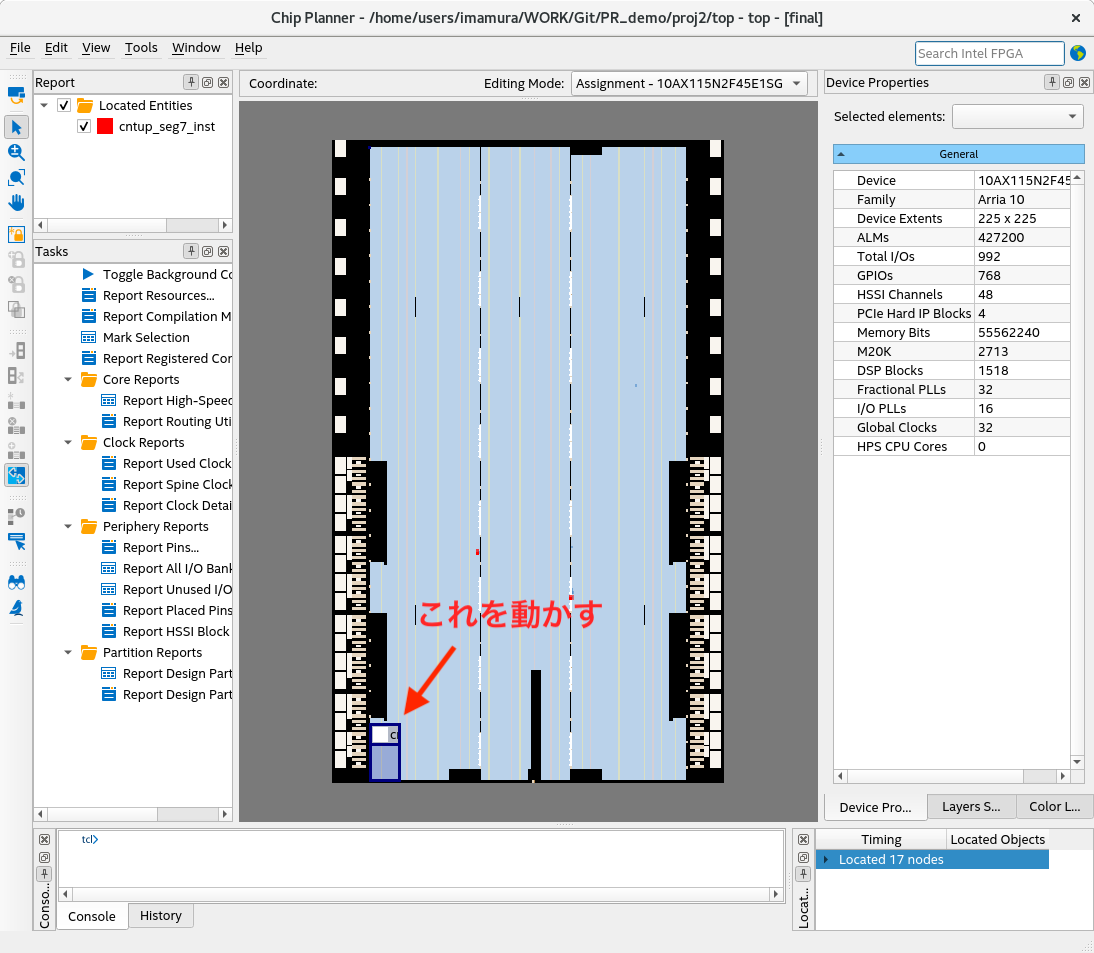 Chip Planner - /home/users/imamura/WORK/Git/PR_demo/proj2/top - top - [final]
File Edit View Tools Window Help
Search Intel FPGA
Report
Located Entities
cntup_seg7_inst
Coordinate:
Editing Mode: Assignment - 10AX115N2F45E1SG
Tasks
Toggle Background Co
Report Resources...
Report Compilation M
Mark Selection
Report Registered Cor
Core Reports
Report High-Speed
Report Routing Uti
Clock Reports
Report Used Clock
Report Spine Clock
Report Clock Detai
Periphery Reports
Report Pins...
Report All I/O Bank
Report Unused I/O
Report Placed Pins
Report HSSI Block
Partition Reports
Report Design Part
Report Design Part
これを動かす
Device Properties
Selected elements:
General
Device 10AX115N2F45
Family Arria 10
Device Extents 225 x 225
ALMs 427200
Total I/Os 992
GPIOs 768
HSSI Channels 48
PCIe Hard IP Blocks 4
Memory Bits 55562240
M20K 2713
DSP Blocks 1518
Fractional PLLs 32
I/O PLLs 16
Global Clocks 32
HPS CPU Cores 0
Device Pro... Layers S... Color L...
Conso...
tcl>
Console History
Locat...
Timing Located Objects
Located 17 nodes